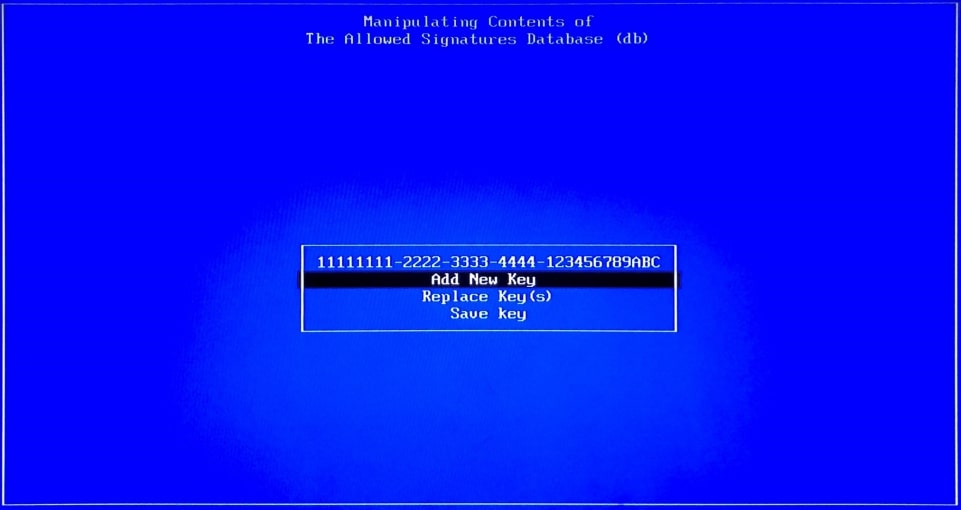 Manipulating Contents of
The Allowed Signatures Database (db)
11111111-2222-3333-4444-123456789ABC
Add New Key
Replace Key(s)
Save key